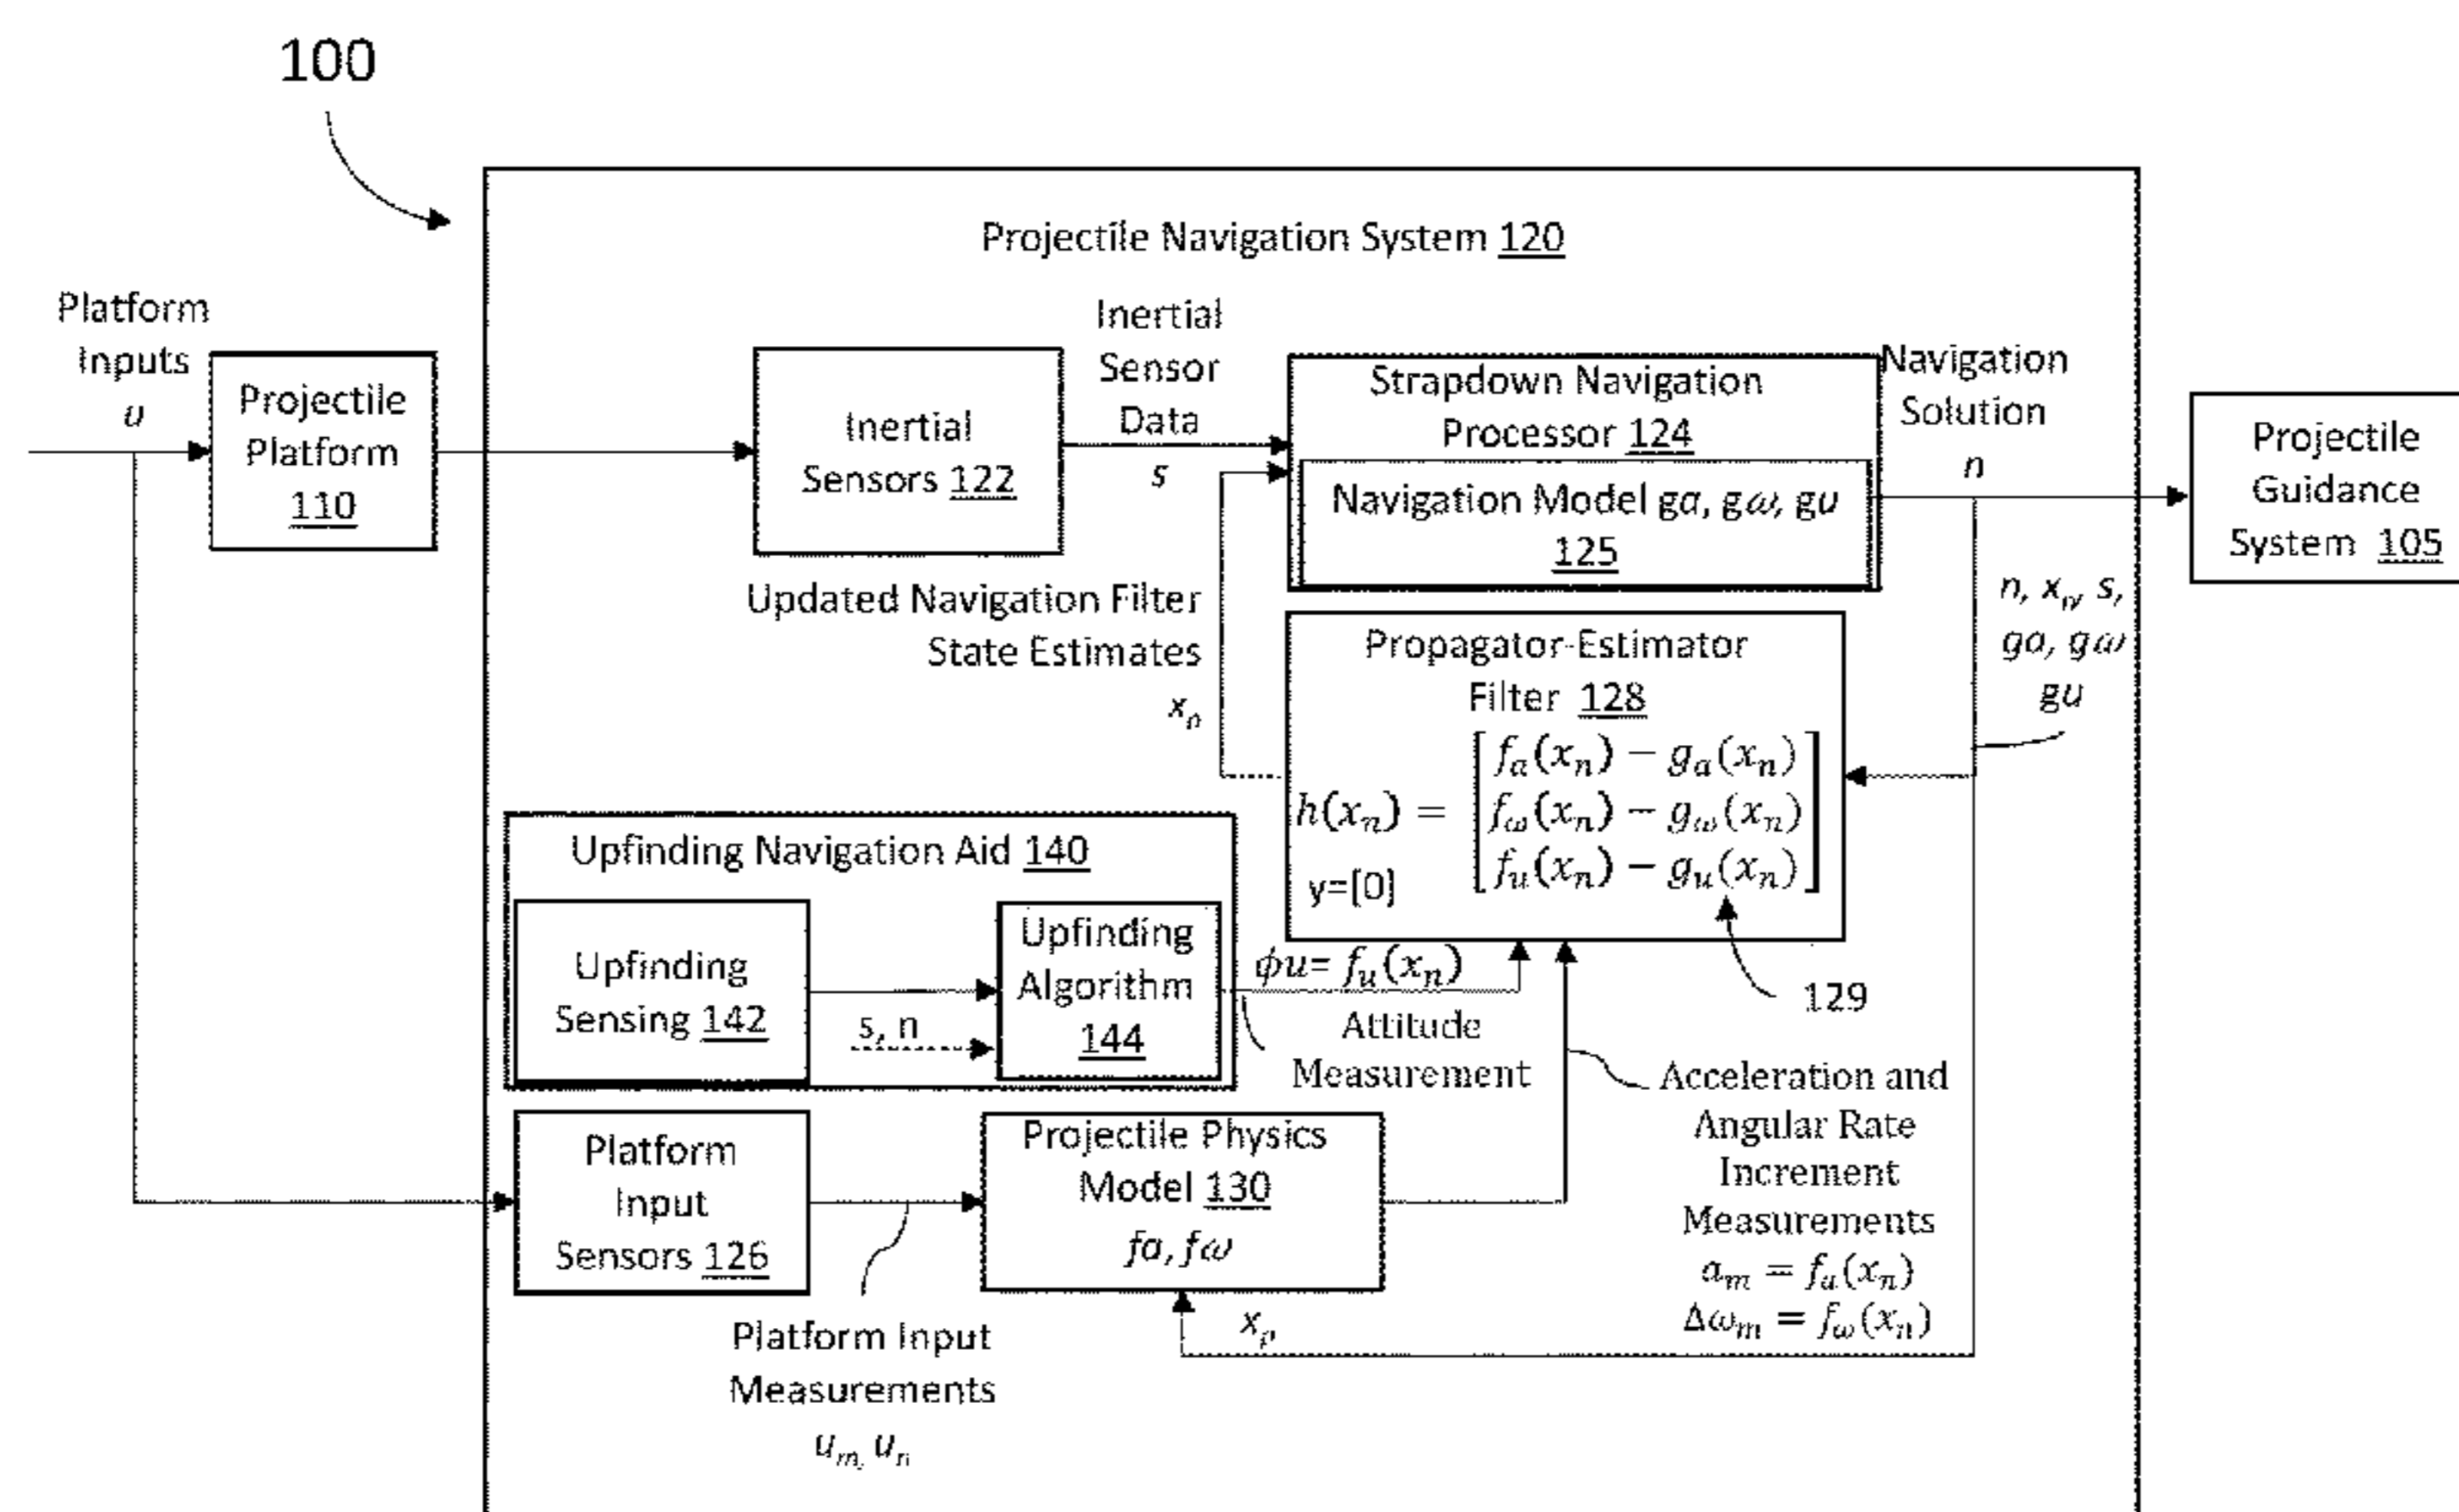 100
Projectile Navigation System 120
Platform
Inputs
u
Projectile
Platform
110
Inertial
Sensors 122
Inertial
Sensor
Data
s
Strapdown Navigation
Processor 124
Navigation Model ga, gω, gu
125
Navigation
Solution
n
Projectile
Guidance
System 105
n, xₙ, s,
ga, gω
gu
Updated Navigation Filter
State Estimates
xₙ
Propagator-Estimator
Filter 128
h(xₙ) =
fₐ(xₙ) − gₐ(xₙ)
f_ω(xₙ) − g_ω(xₙ)
fᵤ(xₙ) − gᵤ(xₙ)
y=[0]
129
Upfinding Navigation Aid 140
Upfinding
Sensing 142
s, n
Upfinding
Algorithm
144
ϕu= fᵤ(xₙ)
Attitude
Measurement
Platform
Input
Sensors 126
Platform Input
Measurements
uₘ, uₙ
Projectile Physics
Model 130
fa, fω
xₙ
Acceleration and
Angular Rate
Increment
Measurements
aₘ = fₐ(xₙ)
Δωₘ = f_ω(xₙ)